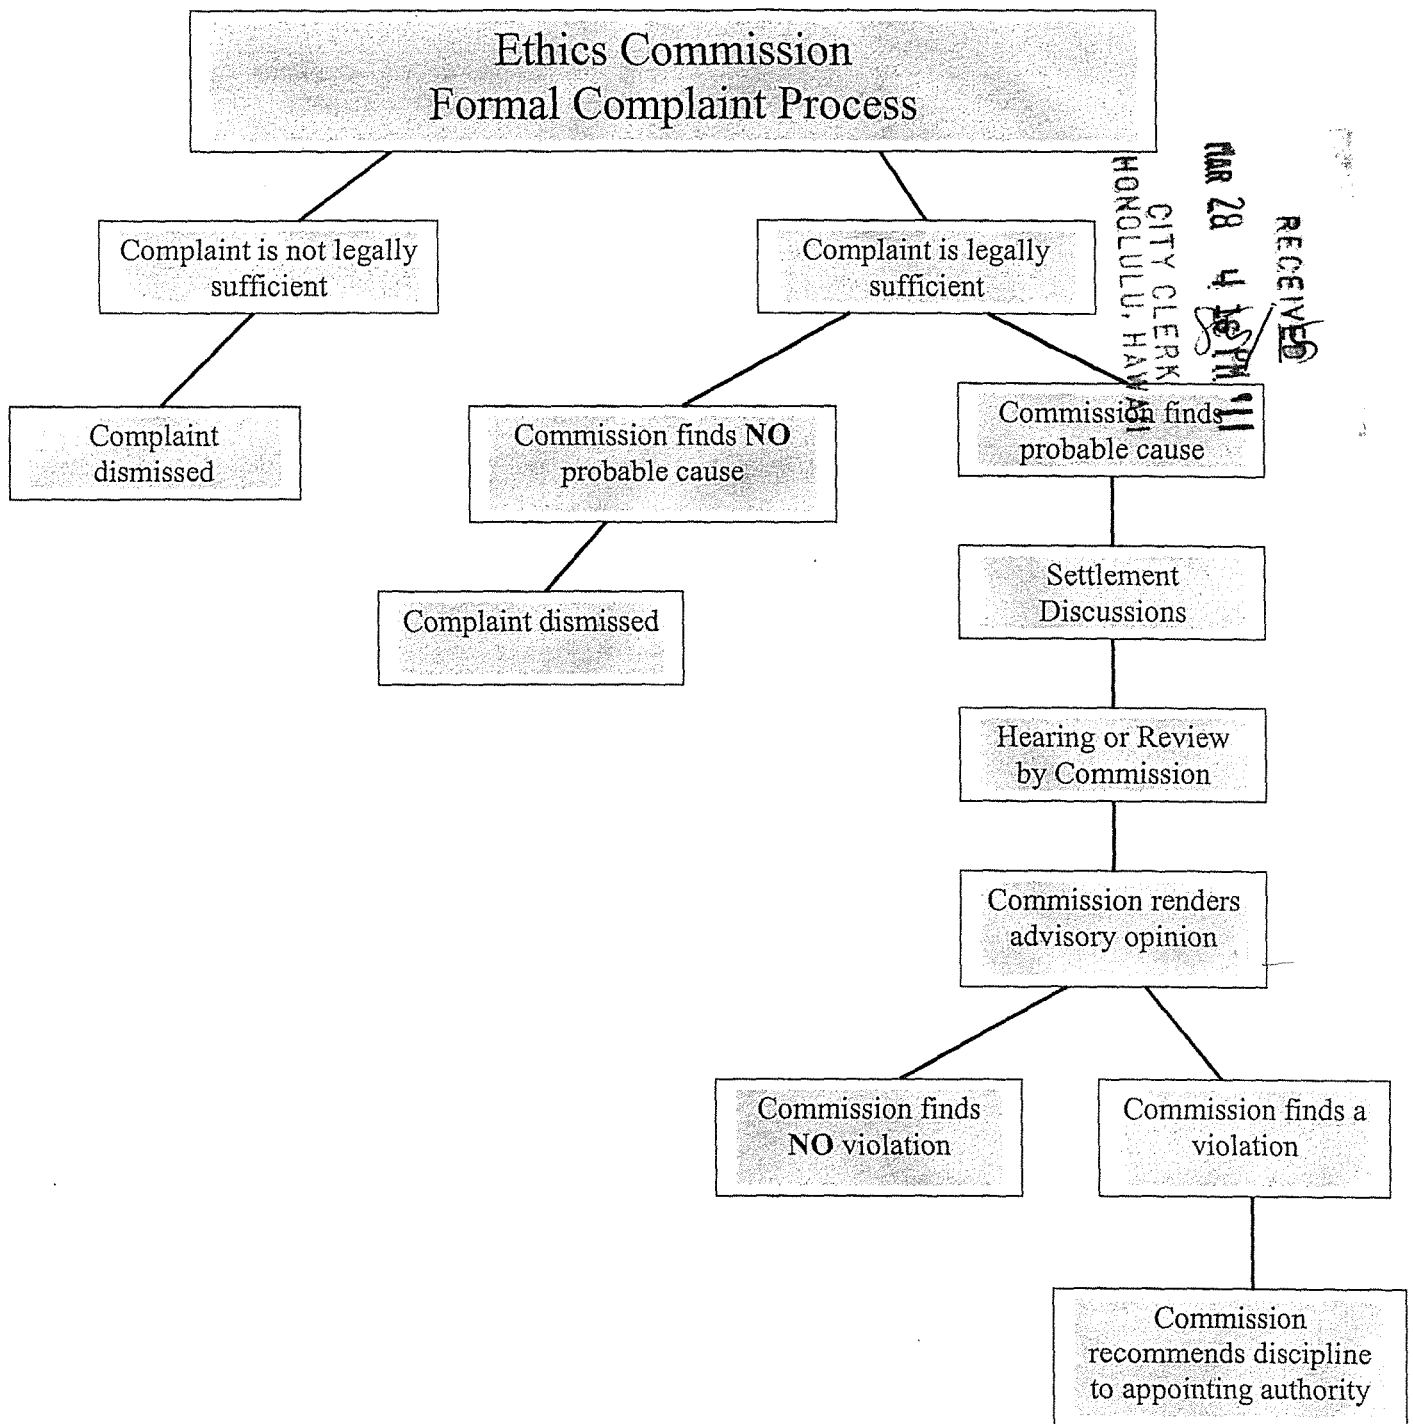 Ethics Commission
Formal Complaint Process
RECEIVED
MAR 28 4
CITY CLERK
HONOLULU, HAWAII
Complaint is not legally
sufficient
Complaint is legally
sufficient
Complaint
dismissed
Commission finds NO
probable cause
Commission finds
probable cause
Complaint dismissed
Settlement
Discussions
Hearing or Review
by Commission
Commission renders
advisory opinion
Commission finds
NO violation
Commission finds a
violation
Commission
recommends discipline
to appointing authority